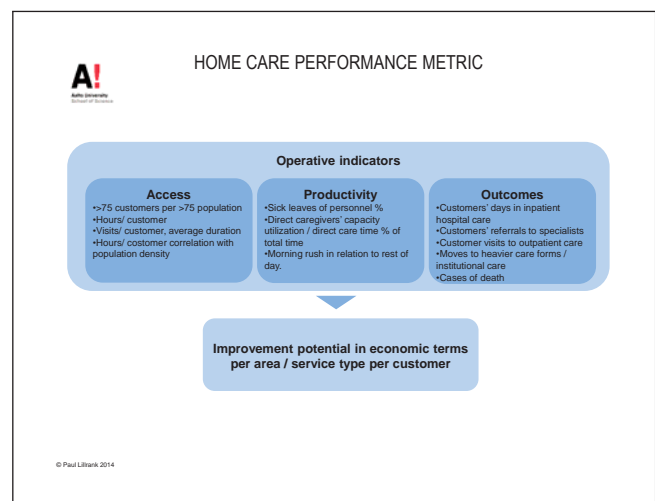 HOME CARE PERFORMANCE METRIC
A!
Aalto University
School of Science
Operative indicators
Access
•>75 customers per >75 population
•Hours/ customer
•Visits/ customer, average duration
•Hours/ costomer correlation with
population density
Productivity
•Sick leaves of personnel %
•Direct caregivers' capacity
utilization / direct care time % of
total time
•Morning rush in relation to rest of
day.
Outcomes
•Customers' days in inpatient
hospital care
•Customers' referrals to specialists
•Customer visits to outpatient care
•Moves to heavier care forms /
institutional care
•Cases of death
Improvement potential in economic terms
per area / service type per customer
© Paul Lillrank 2014